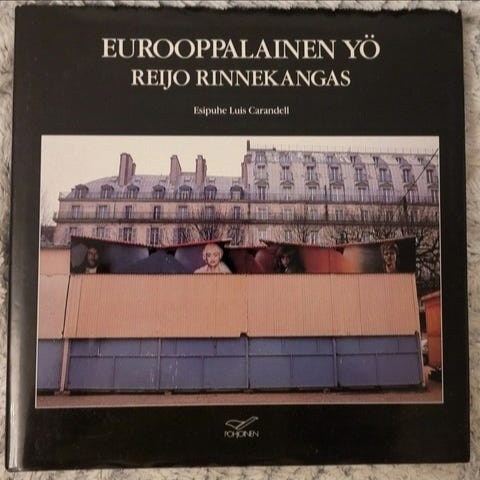 EUROOPPALAINEN YÖ
REIJO RINNEKANGAS
Esipuhe Luis Carandell
POHJOINEN